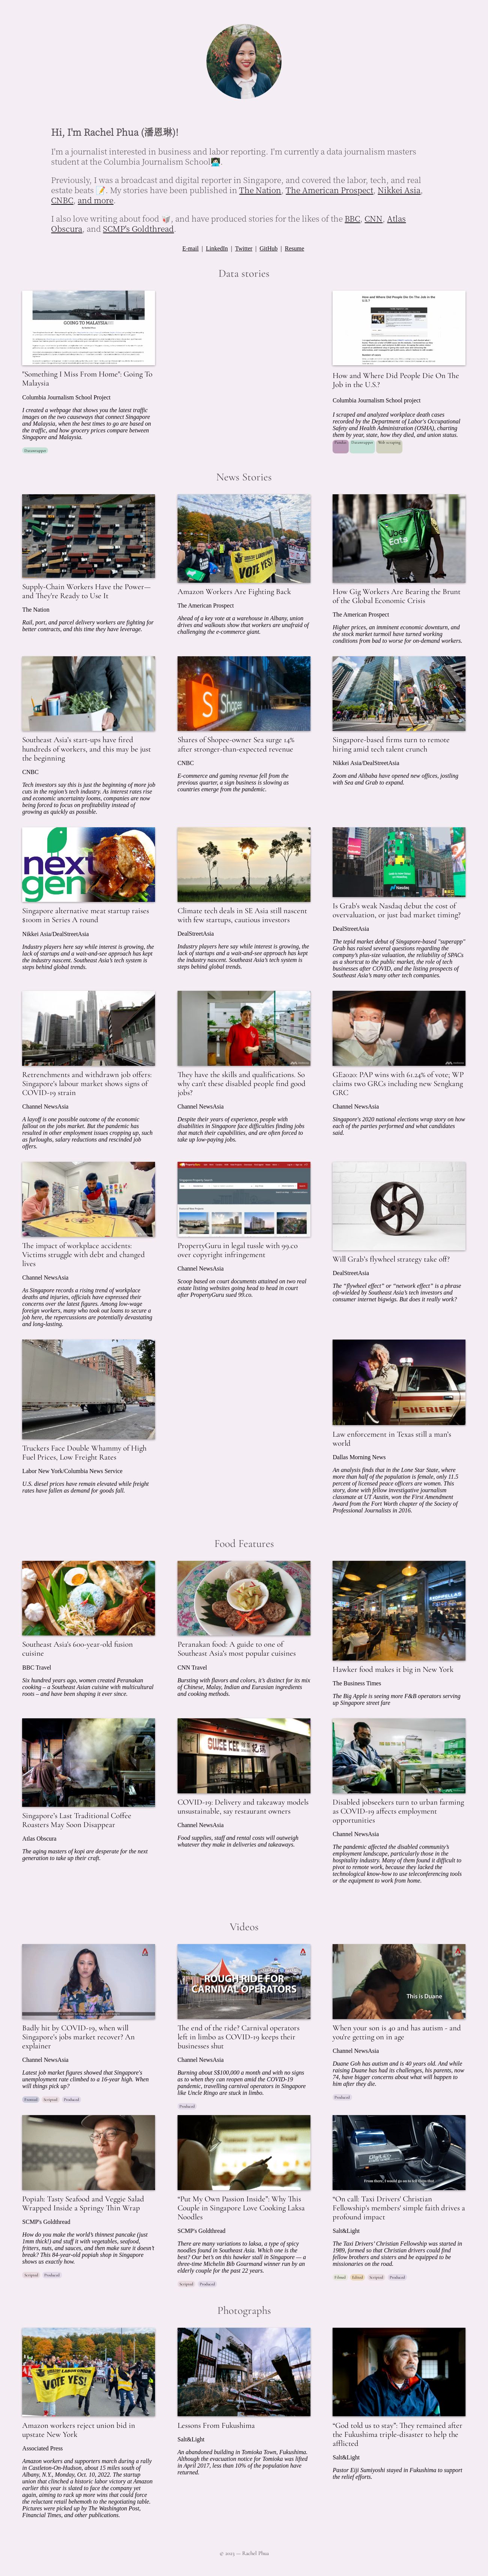 Hi, I'm Rachel Phua (潘恩琳)!
I'm a journalist interested in business and labor reporting. I'm currently a data journalism masters
student at the Columbia Journalism School
Previously, I was a broadcast and digital reporter in Singapore, and covered the labor, tech, and real
estate beats. My stories have been published in The Nation, The American Prospect, Nikkei Asia,
CNBC, and more.
I also love writing about food, and have produced stories for the likes of the BBC, CNN, Atlas
Obscura, and SCMP's Goldthread.
E-mail | LinkedIn | Twitter | GitHub | Resume
Data stories
GOING TO MALAYSIA
"Something I Miss From Home": Going To
Malaysia
Columbia Journalism School Project
I created a webpage that shows you the latest traffic
images on the two causeways between Singapore
and Malaysia, when the best times to go are based on
the traffic, and how grocery prices compare between
Singapore and Malaysia.
How and Where Did People Die On The Job in the
U.S.?
How and Where Did People Die On The
Job in the U.S.?
Columbia Journalism School project
I scraped and analyzed workplace death cases
recorded by the Department of Labor's Occupational
Safety and Health Administration (OSHA), charting
them by year, state, how they died, and union status.
Web scraping
News Stories
Supply-Chain Workers Have the Power—
and They're Ready to Use It
The Nation
Rail, port, and parcel delivery workers are fighting for
better contracts, and this time they have leverage.
VOTE YES!
Amazon Workers Are Fighting Back
The American Prospect
Ahead of a key vote at a warehouse in Albany, union
drives and walkouts show that workers are unafraid of
challenging the e-commerce giant.
Uber
Eats
How Gig Workers Are Bearing the Brunt
of the Global Economic Crisis
The American Prospect
Higher prices, an imminent economic downturn, and
the stock market turmoil have turned working
conditions from bad to worse for on-demand workers.
Southeast Asia's start-ups have fired
hundreds of workers, and this may be just
the beginning
CNBC
Tech investors say this is just the beginning of more job
cuts in the region's tech industry. As interest rates rise
and economic uncertainty looms, companies are now
being forced to focus on profitability instead of
growing as quickly as possible.
Shares of Shopee-owner Sea surge 14%
after stronger-than-expected revenue
CNBC
E-commerce and gaming revenue fell from the
previous quarter, a sign business is slowing as
countries emerge from the pandemic.
Singapore-based firms turn to remote
hiring amid tech talent crunch
Nikkei Asia/DealStreetAsia
Zoom and Alibaba have opened new offices, jostling
with Sea and Grab to expand.
next
gen
Singapore alternative meat startup raises
$100m in Series A round
Nikkei Asia/DealStreetAsia
Industry players here say while interest is growing, the
lack of startups and a wait-and-see approach has kept
the industry nascent. Southeast Asia's tech system is
steps behind global trends.
Climate tech deals in SE Asia still nascent
with few startups, cautious investors
DealStreetAsia
Industry players here say while interest is growing, the
lack of startups and a wait-and-see approach has kept
the industry nascent. Southeast Asia's tech system is
steps behind global trends.
Nasdaq
Is Grab's weak Nasdaq debut the cost of
overvaluation, or just bad market timing?
DealStreetAsia
The tepid market debut of Singapore-based "superapp"
Grab has raised several questions regarding the
company's plus-size valuation, the reliability of SPACs
as a shortcut to the public market, the role of tech
businesses after COVID, and the listing prospects of
Southeast Asia's many other tech companies.
Retrenchments and withdrawn job offers:
Singapore's labour market shows signs of
COVID-19 strain
Channel NewsAsia
A layoff is one possible outcome of the economic
fallout on the jobs market. But the pandemic has
resulted in other employment issues cropping up, such
as furloughs, salary reductions and rescinded job
offers.
They have the skills and qualifications. So
why can't these disabled people find good
jobs?
Channel NewsAsia
Despite their years of experience, people with
disabilities in Singapore face difficulties finding jobs
that match their capabilities, and are often forced to
take up low-paying jobs.
GE2020: PAP wins with 61.24% of vote; WP
claims two GRCs including new Sengkang
GRC
Channel NewsAsia
Singapore's 2020 national elections wrap story on how
each of the parties performed and what candidates
said.
The impact of workplace accidents:
Victims struggle with debt and changed
lives
Channel NewsAsia
As Singapore records a rising trend of workplace
deaths and injuries, officials have expressed their
concerns over the latest figures. Among low-wage
foreign workers, many who took out loans to secure a
job here, the repercussions are potentially devastating
and long-lasting.
PropertyGuru in legal tussle with 99.co
over copyright infringement
Channel NewsAsia
Scoop based on court documents attained on two real
estate listing websites going head to head in court
after PropertyGuru sued 99.co.
Will Grab's flywheel strategy take off?
DealStreetAsia
The “flywheel effect” or “network effect” is a phrase
oft-wielded by Southeast Asia's tech investors and
consumer internet bigwigs. But does it really work?
Truckers Face Double Whammy of High
Fuel Prices, Low Freight Rates
Labor New York/Columbia News Service
U.S. diesel prices have remain elevated while freight
rates have fallen as demand for goods fall.
SHERIFF
Law enforcement in Texas still a man's
world
Dallas Morning News
An analysis finds that in the Lone Star State, where
more than half of the population is female, only 11.5
percent of licensed peace officers are women. This
story, done with fellow investigative journalism
classmate at UT Austin, won the First Amendment
Award from the Fort Worth chapter of the Society of
Professional Journalists in 2016.
Food Features
Southeast Asia's 600-year-old fusion
cuisine
BBC Travel
Six hundred years ago, women created Peranakan
cooking – a Southeast Asian cuisine with multicultural
roots – and have been shaping it ever since.
Peranakan food: A guide to one of
Southeast Asia's most popular cuisines
CNN Travel
Bursting with flavors and colors, it's distinct for its mix
of Chinese, Malay, Indian and Eurasian ingredients
and cooking methods.
Hawker food makes it big in New York
The Business Times
The Big Apple is seeing more F&B operators serving
up Singapore street fare
Singapore's Last Traditional Coffee
Roasters May Soon Disappear
Atlas Obscura
The aging masters of kopi are desperate for the next
generation to take up their craft.
COVID-19: Delivery and takeaway models
unsustainable, say restaurant owners
Channel NewsAsia
Food supplies, staff and rental costs will outweigh
whatever they make in deliveries and takeaways.
Disabled jobseekers turn to urban farming
as COVID-19 affects employment
opportunities
Channel NewsAsia
The pandemic affected the disabled community's
employment landscape, particularly those in the
hospitality industry. Many of them found it difficult to
pivot to remote work, because they lacked the
technological know-how to use teleconferencing tools
or the equipment to work from home.
Videos
Badly hit by COVID-19, when will
Singapore's jobs market recover? An
explainer
Channel NewsAsia
Latest jobs market figures showed that Singapore's
unemployment rate climbed to a 16-year high. When
will things pick up?
Scripted Produced
ROUGH RIDE FOR
CARNIVAL OPERATORS
The end of the ride? Carnival operators
left in limbo as COVID-19 keeps their
businesses shut
Channel NewsAsia
Burning about S$100,000 a month and with no signs
as to when they can reopen amid the COVID-19
pandemic, travelling carnival operators in Singapore
like Uncle Ringo are stuck in limbo.
Produced
This is Duane
When your son is 40 and has autism - and
you're getting on in age
Channel NewsAsia
Duane Goh has autism and is 40 years old. And while
raising Duane has had its challenges, his parents, now
74, have bigger concerns about what will happen to
him after they die.
Produced
Popiah: Tasty Seafood and Veggie Salad
Wrapped Inside a Springy Thin Wrap
SCMP's Goldthread
How do you make the world's thinnest pancake (just
1mm thick!) and stuff it with vegetables, seafood,
fritters, nuts, and sauces, and then make sure it doesn't
break? This 84-year-old popiah shop in Singapore
shows us exactly how.
Scripted Produced
“Put My Own Passion Inside”: Why This
Couple in Singapore Love Cooking Laksa
Noodles
SCMP's Goldthread
There are many variations to laksa, a type of spicy
noodles found in Southeast Asia. Which one is the
best? Our bet's on this hawker stall in Singapore — a
three-time Michelin Bib Gourmand winner run by an
elderly couple for the past 22 years.
Scripted Produced
“On call: Taxi Drivers' Christian
Fellowship's members' simple faith drives a
profound impact
Salt&Light
The Taxi Drivers' Christian Fellowship was started in
1989, formed so that Christian drivers could find
fellow brothers and sisters and be equipped to be
missionaries on the road.
Filmed Edited Scripted Produced
Photographs
VOTE YES!
Amazon workers reject union bid in
upstate New York
Associated Press
Amazon workers and supporters march during a rally
in Castleton-On-Hudson, about 15 miles south of
Albany, N.Y., Monday, Oct. 10, 2022. The startup
union that clinched a historic labor victory at Amazon
earlier this year is slated to face the company yet
again, aiming to rack up more wins that could force
the reluctant retail behemoth to the negotiating table.
Pictures were picked up by The Washington Post,
Financial Times, and other publications.
Lessons From Fukushima
Salt&Light
An abandoned building in Tomioka Town, Fukushima.
Although the evacuation notice for Tomioka was lifted
in April 2017, less than 10% of the population have
returned.
“God told us to stay”: They remained after
the Fukushima triple-disaster to help the
afflicted
Salt&Light
Pastor Eiji Sumiyoshi stayed in Fukushima to support
the relief efforts.
© 2023 — Rachel Phua